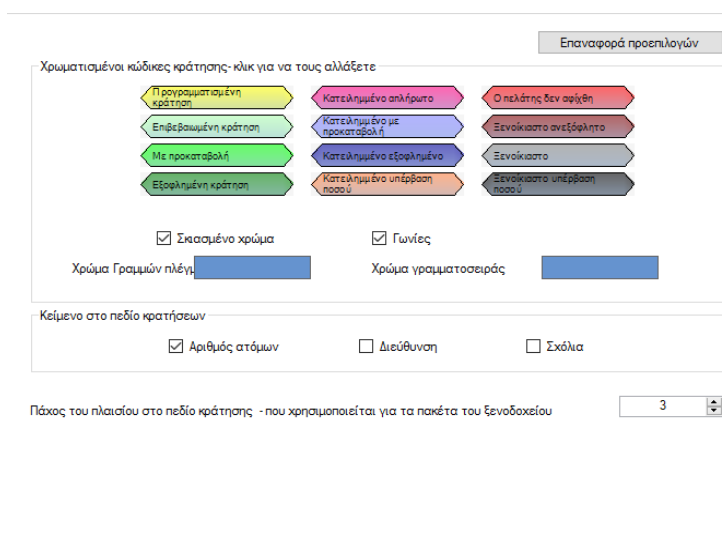 Επαναφορά προεπιλογών
Χρωματισμένοι κώδικες κράτησης- κλικ για να τους αλλάξετε
Προγραμματισμένη
κράτηση
Κατειλημμένο απλήρωτο
Ο πελάτης δεν αφίχθη
Επιβεβαιωμένη κράτηση
Κατειλημμένο με
προκαταβολή
Ξενοίκιαστο ανεξόφλητο
Με προκαταβολή
Κατειλημμένο εξοφλημένο
Ξενοίκιαστο
Εξοφλημένη κράτηση
Κατειλημμένο υπέρβαση
ποσού
Ξενοίκιαστο υπέρβαση
ποσού
Σκιασμένο χρώμα
Γωνίες
Χρώμα Γραμμών πλέγμ
Χρώμα γραμματοσειράς
Κείμενο στο πεδίο κρατήσεων
Αριθμός ατόμων
Διεύθυνση
Σχόλια
Πάχος του πλαισίου στο πεδίο κράτησης - που χρησιμοποιείται για τα πακέτα του ξενοδοχείου
3